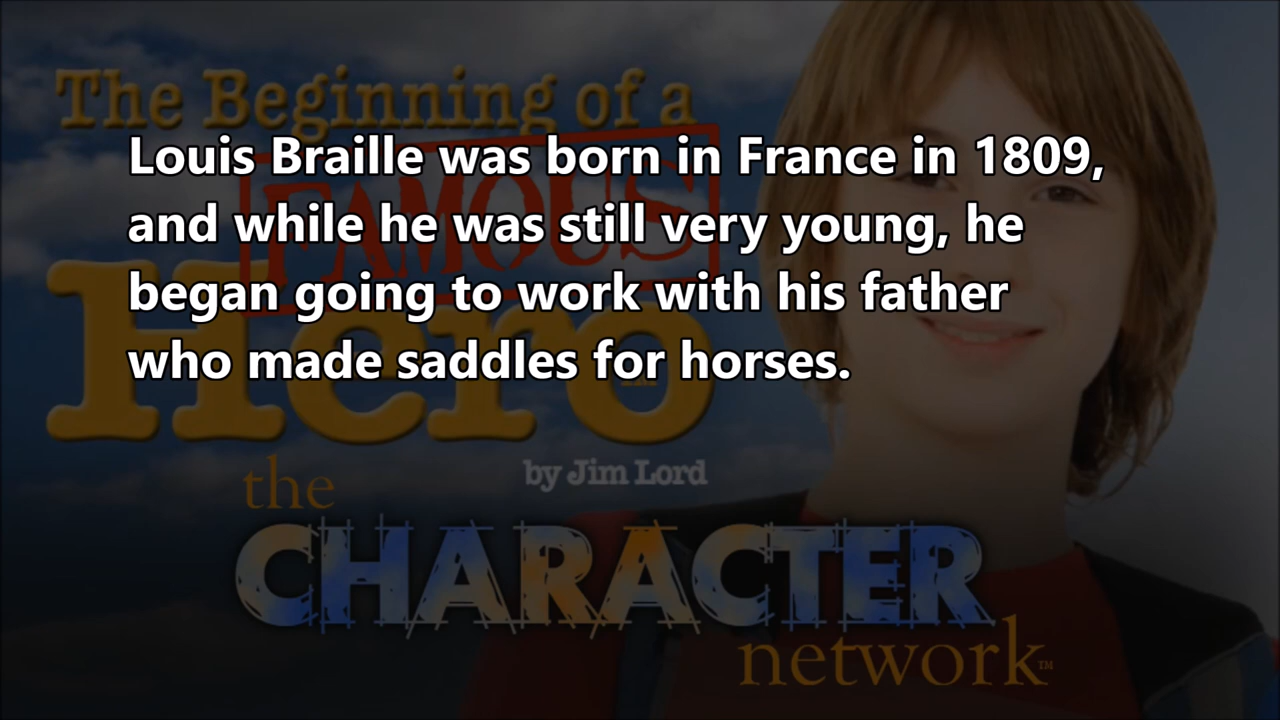 The Beginning of a
Louis Braille was born in France in 1809,
and while he was still very young, he
FAMOUS
began going to work with his father
Hero
who made saddles for horses.
by Jim Lord
the
CHARACTER
network™